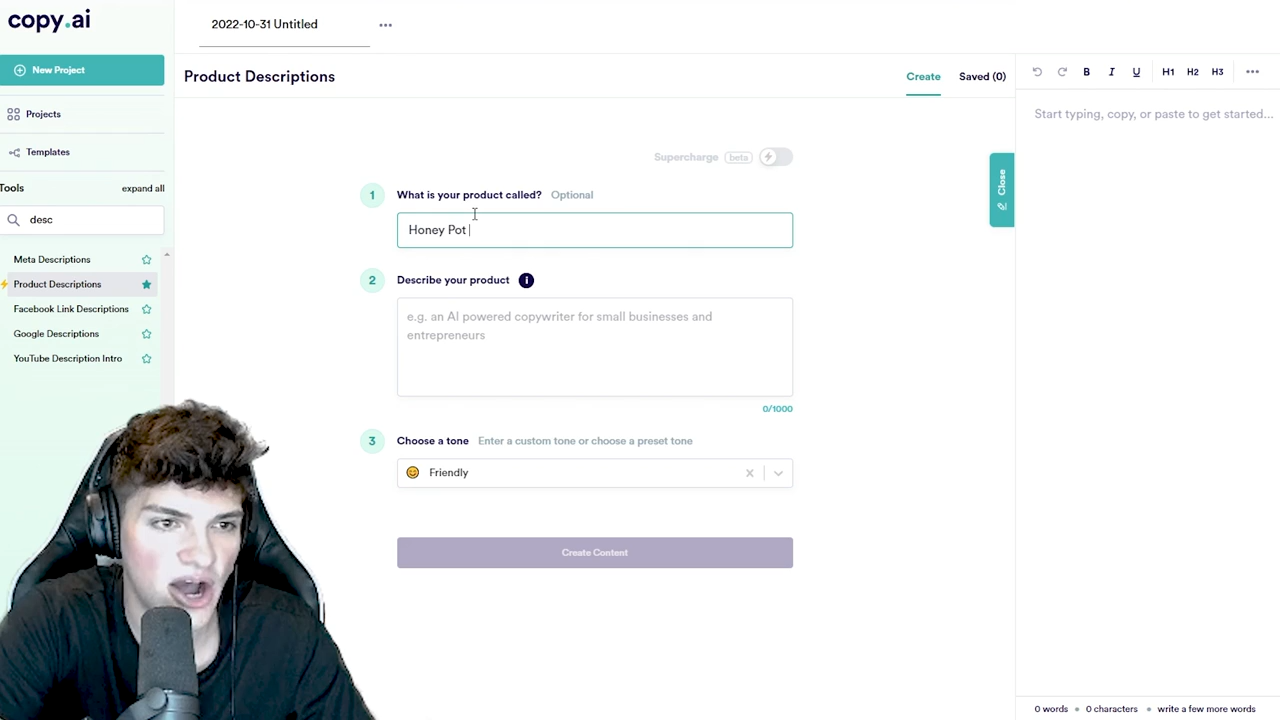 copy.ai
2022-10-31 Untitled
New Project
Projects
Templates
Tools
expand all
desc
Meta Descriptions
Product Descriptions
Facebook Link Descriptions
Google Descriptions
YouTube Description Intro
Product Descriptions
Create
Saved (0)
Supercharge beta
1 What is your product called? Optional
Honey Pot
2 Describe your product i
e.g. an AI powered copywriter for small businesses and
entrepreneurs
0/1000
3 Choose a tone Enter a custom tone or choose a preset tone
Friendly
Create Content
B I U H1 H2 H3
Start typing, copy, or paste to get started...
Close
0 words • 0 characters • write a few more words